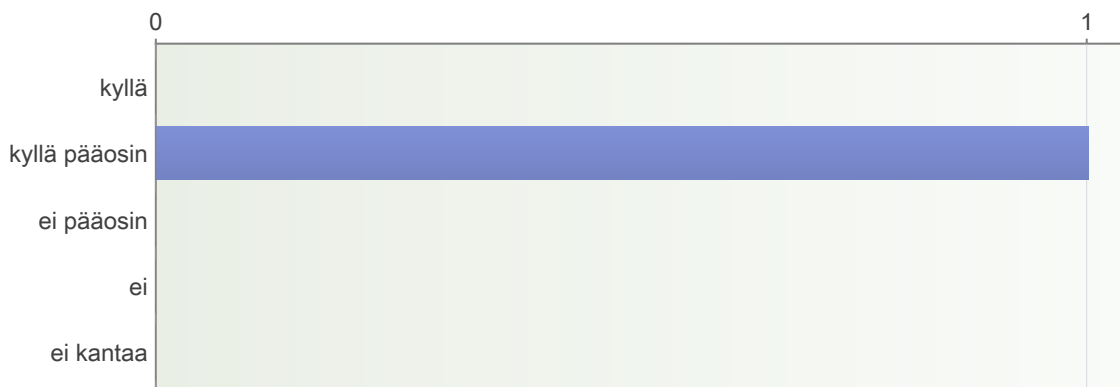 0 1
kyllä
kyllä pääosin
ei pääosin
ei
ei kantaa